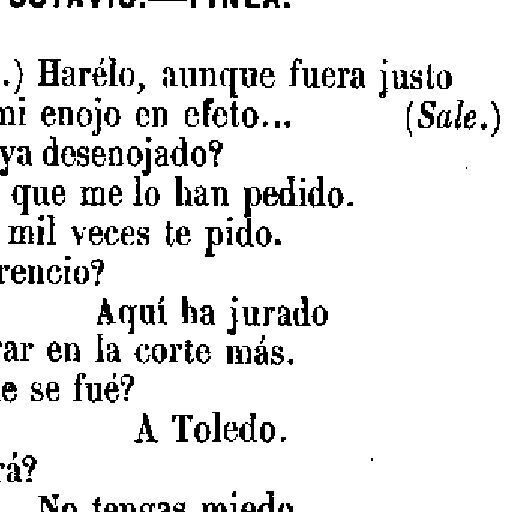 OCTAVIO.—FINEA.
.) Harélo, aunque fuera justo
mi enojo en efeto... (Sale.)
ya desenojado?
que me lo han pedido.
mil veces te pido.
rencio?
Aquí ha jurado
rar en la corte más.
e se fué?
A Toledo.
rá?
No tengas miedo